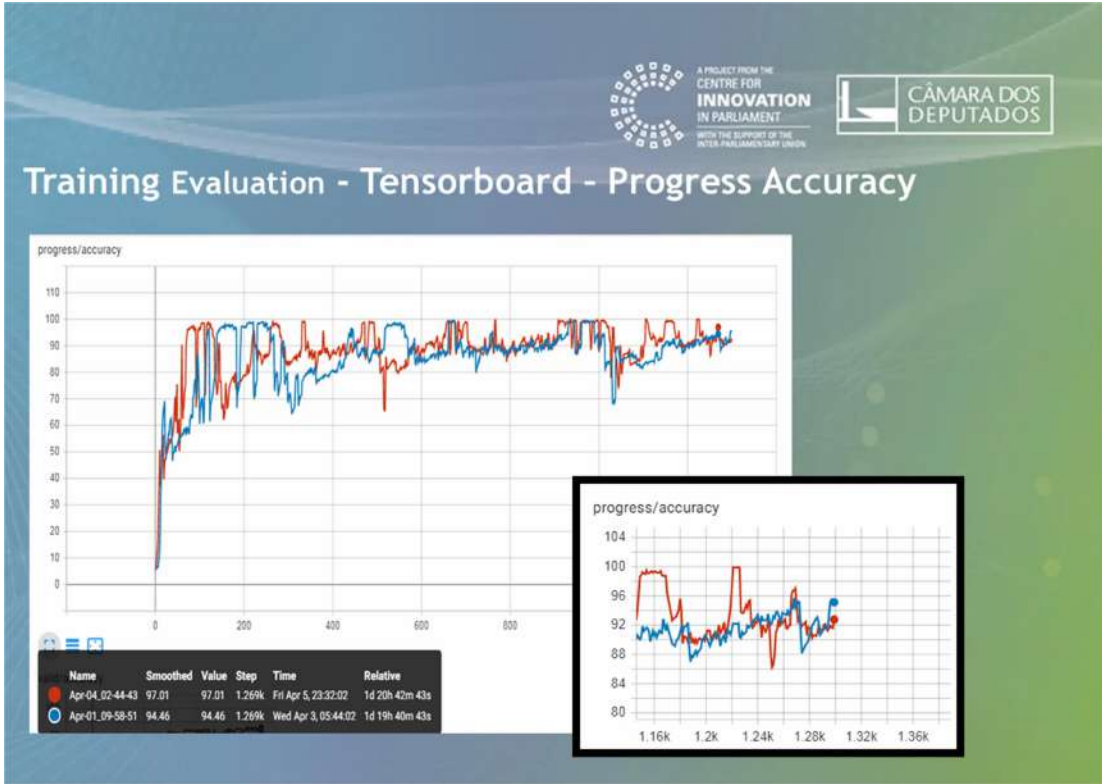 A PROJECT FROM THE
CENTRE FOR
INNOVATION
IN PARLIAMENT
WITH THE SUPPORT OF THE
INTER-PARLIAMENTARY UNION
CÂMARA DOS
DEPUTADOS
Training Evaluation - Tensorboard - Progress Accuracy
progress/accuracy
110
100
90
80
70
60
50
40
30
20
10
0
0 200 400 600 800
Name Smoothed Value Step Time Relative
Apr-04_02-44-43 97.01 97.01 1.269k Fri Apr 5, 23:32:02 1d 20h 42m 43s
Apr-01_09-58-51 94.46 94.46 1.269k Wed Apr 3, 05:44:02 1d 19h 40m 43s
progress/accuracy
104
100
96
92
88
84
80
1.16k 1.2k 1.24k 1.28k 1.32k 1.36k